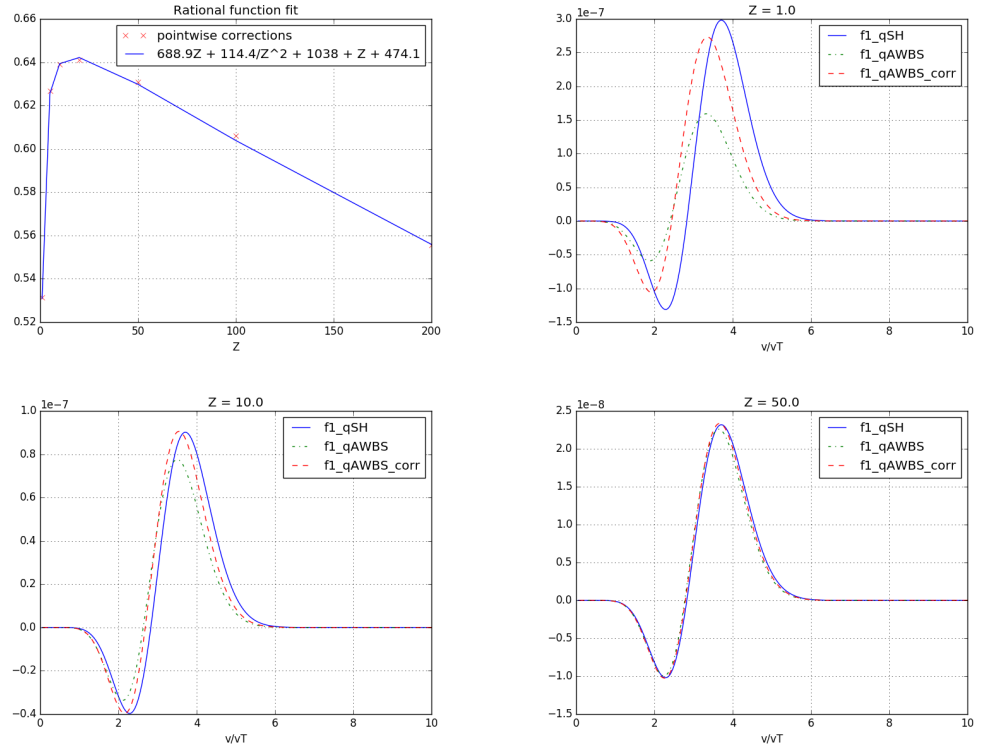 Rational function fit
0.66
0.64
0.62
0.60
0.58
0.56
0.54
0.52
pointwise corrections
688.9Z + 114.4/Z^2 + 1038 + Z + 474.1
0 50 100 150 200
Z
Z = 1.0
1e−7
3.0
2.5
2.0
1.5
1.0
0.5
0.0
−0.5
−1.0
−1.5
f1_qSH
f1_qAWBS
f1_qAWBS_corr
0 2 4 6 8 10
v/vT
Z = 10.0
1e−7
1.0
0.8
0.6
0.4
0.2
0.0
−0.2
−0.4
f1_qSH
f1_qAWBS
f1_qAWBS_corr
0 2 4 6 8 10
v/vT
Z = 50.0
1e−8
2.5
2.0
1.5
1.0
0.5
0.0
−0.5
−1.0
−1.5
f1_qSH
f1_qAWBS
f1_qAWBS_corr
0 2 4 6 8 10
v/vT